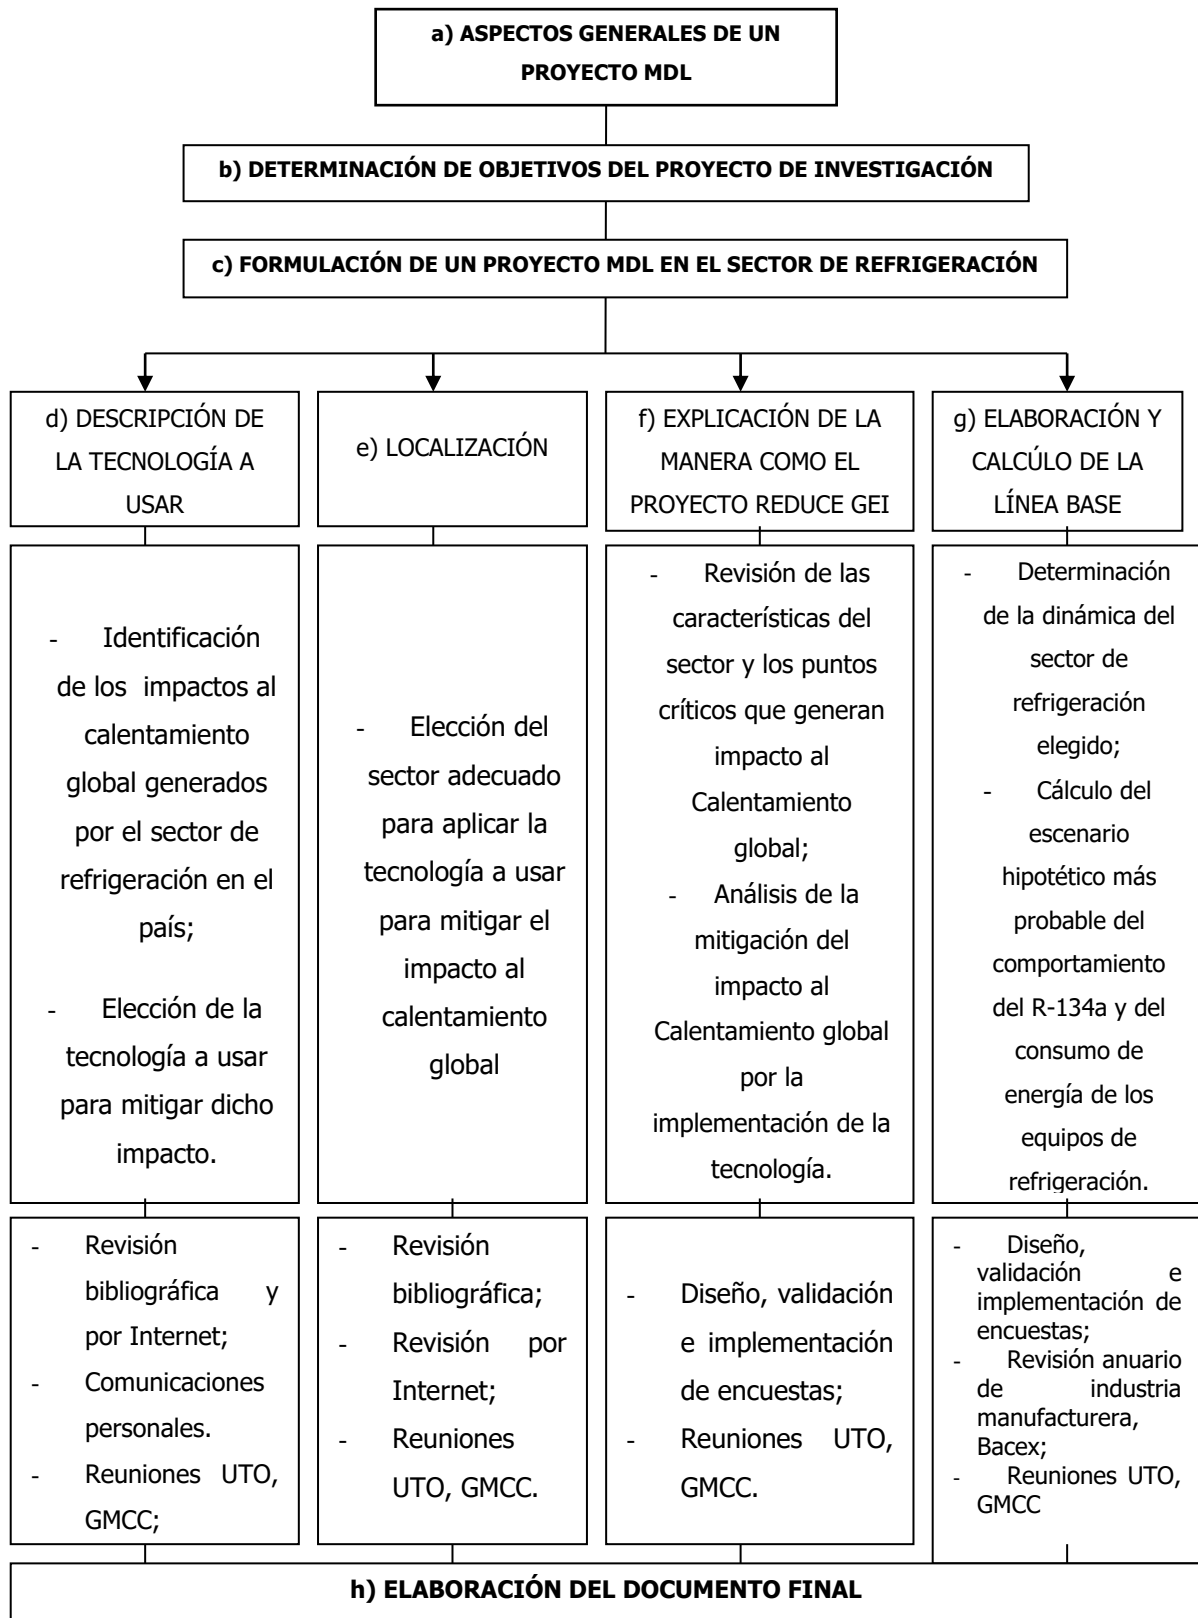 a) ASPECTOS GENERALES DE UN
PROYECTO MDL
b) DETERMINACIÓN DE OBJETIVOS DEL PROYECTO DE INVESTIGACIÓN
c) FORMULACIÓN DE UN PROYECTO MDL EN EL SECTOR DE REFRIGERACIÓN
d) DESCRIPCIÓN DE
LA TECNOLOGÍA A
USAR
e) LOCALIZACIÓN
f) EXPLICACIÓN DE LA
MANERA COMO EL
PROYECTO REDUCE GEI
g) ELABORACIÓN Y
CALCÚLO DE LA
LÍNEA BASE
- Identificación
de los impactos al
calentamiento
global generados
por el sector de
refrigeración en el
país;
- Elección de la
tecnología a usar
para mitigar dicho
impacto.
- Elección del
sector adecuado
para aplicar la
tecnología a usar
para mitigar el
impacto al
calentamiento
global
- Revisión de las
características del
sector y los puntos
críticos que generan
impacto al
Calentamiento
global;
- Análisis de la
mitigación del
impacto al
Calentamiento global
por la
implementación de la
tecnología.
- Determinación
de la dinámica del
sector de
refrigeración
elegido;
- Cálculo del
escenario
hipotético más
probable del
comportamiento
del R-134a y del
consumo de
energía de los
equipos de
refrigeración.
- Revisión
bibliográfica y
por Internet;
- Comunicaciones
personales.
- Reuniones UTO,
GMCC;
- Revisión
bibliográfica;
- Revisión por
Internet;
- Reuniones
UTO, GMCC.
- Diseño, validación
e implementación
de encuestas;
- Reuniones UTO,
GMCC.
- Diseño,
validación e
implementación de
encuestas;
- Revisión anuario
de industria
manufacturera,
Bacex;
- Reuniones UTO,
GMCC
h) ELABORACIÓN DEL DOCUMENTO FINAL